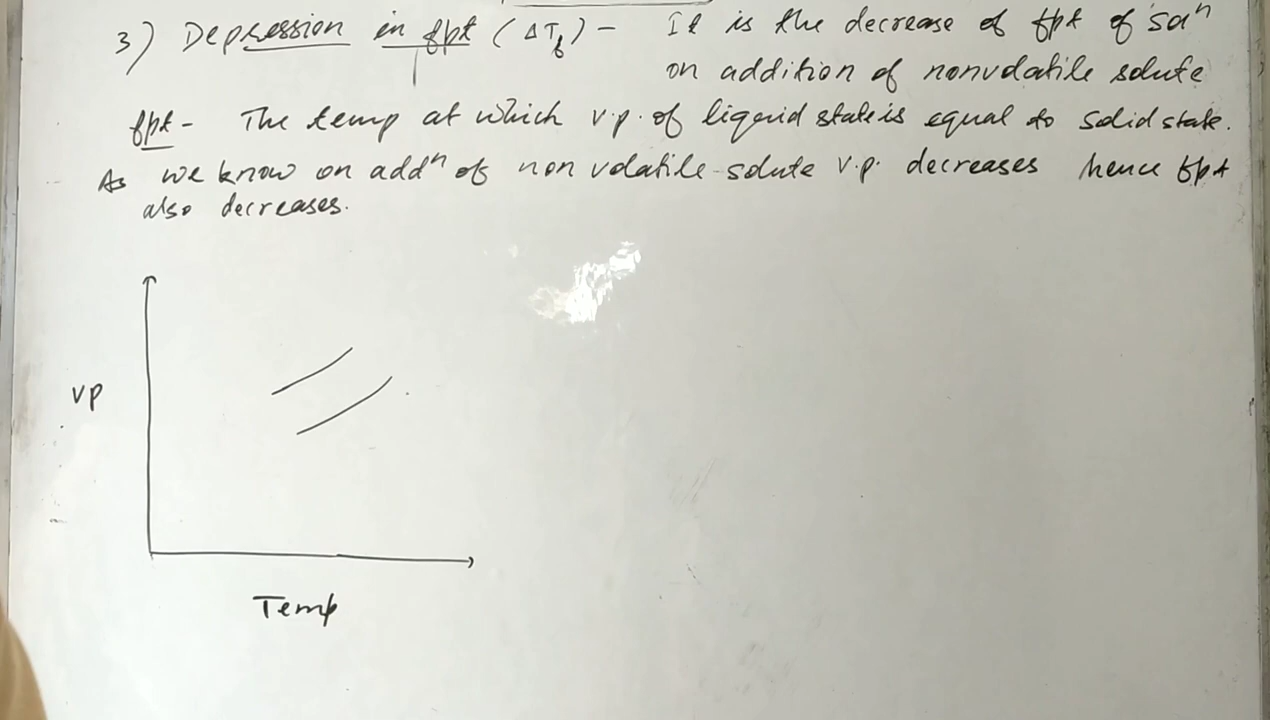 3) Depression in fpt (ΔTf) - It is the decrease of fpt of solⁿ
on addition of nonvolatile solute
fpt - The temp at which v.p. of liquid state is equal to solid state.
As we know on addⁿ of non volatile solute v.p. decreases hence fpt
also decreases.
VP
Temp